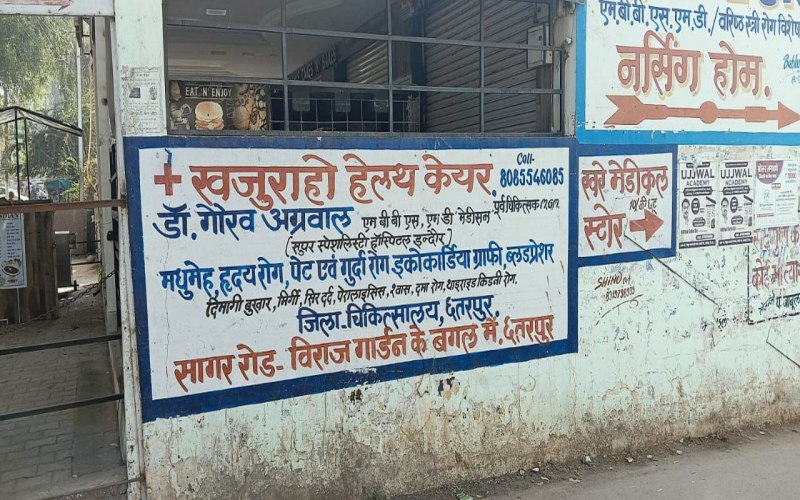 EAT 'N' ENJOY
एम बी बी. एस. एम. डी. / वरिष्ठ स्त्री रोग विशे
नर्सिंग होम.
+ खजुराहो हेल्थ केयर.
Call-
8085546085
डॉ. गौरव अग्रवाल
एम बी बी एस, एम. डी. मेडीसन
पूर्व चिकित्सक
(सुपर स्पेशलिस्टी हॉस्पिटल इन्दौर)
मधुमेह, हृदय रोग, पेट एवं गुर्दा रोग इकोकार्डिया ग्राफी, ब्लडप्रेशर
दिमागी बुखार, मिर्गी, सिर दर्द, पेरालाइसिस, श्वास, दमा रोग, थाइराइड किडनी रोग.
जिला-चिकित्सालय, छतरपुर.
सागर रोड- विराज गार्डन के बगल में. छतरपुर
खरे मेडीकल
स्टोर
UJJWAL
ACADEMY
UJJWAL
ACADEMY